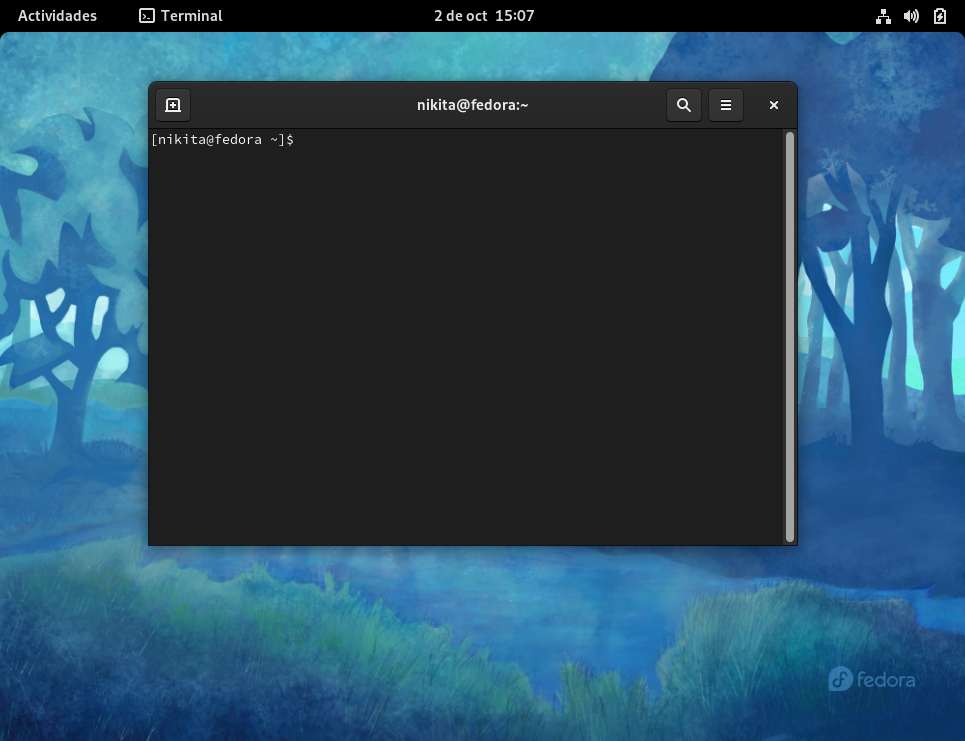 Actividades
Terminal
2 de oct 15:07
nikita@fedora:~
[nikita@fedora ~]$
fedora